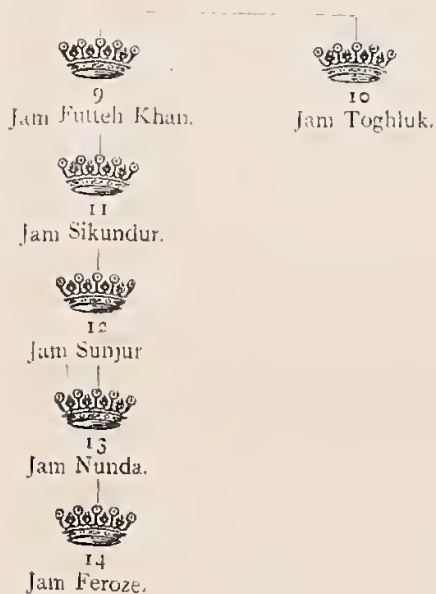 9
Jam Futteh Khan.
10
Jam Toghluk.
11
Jam Sikundur.
12
Jam Sunjur
13
Jam Nunda.
14
Jam Feroze.